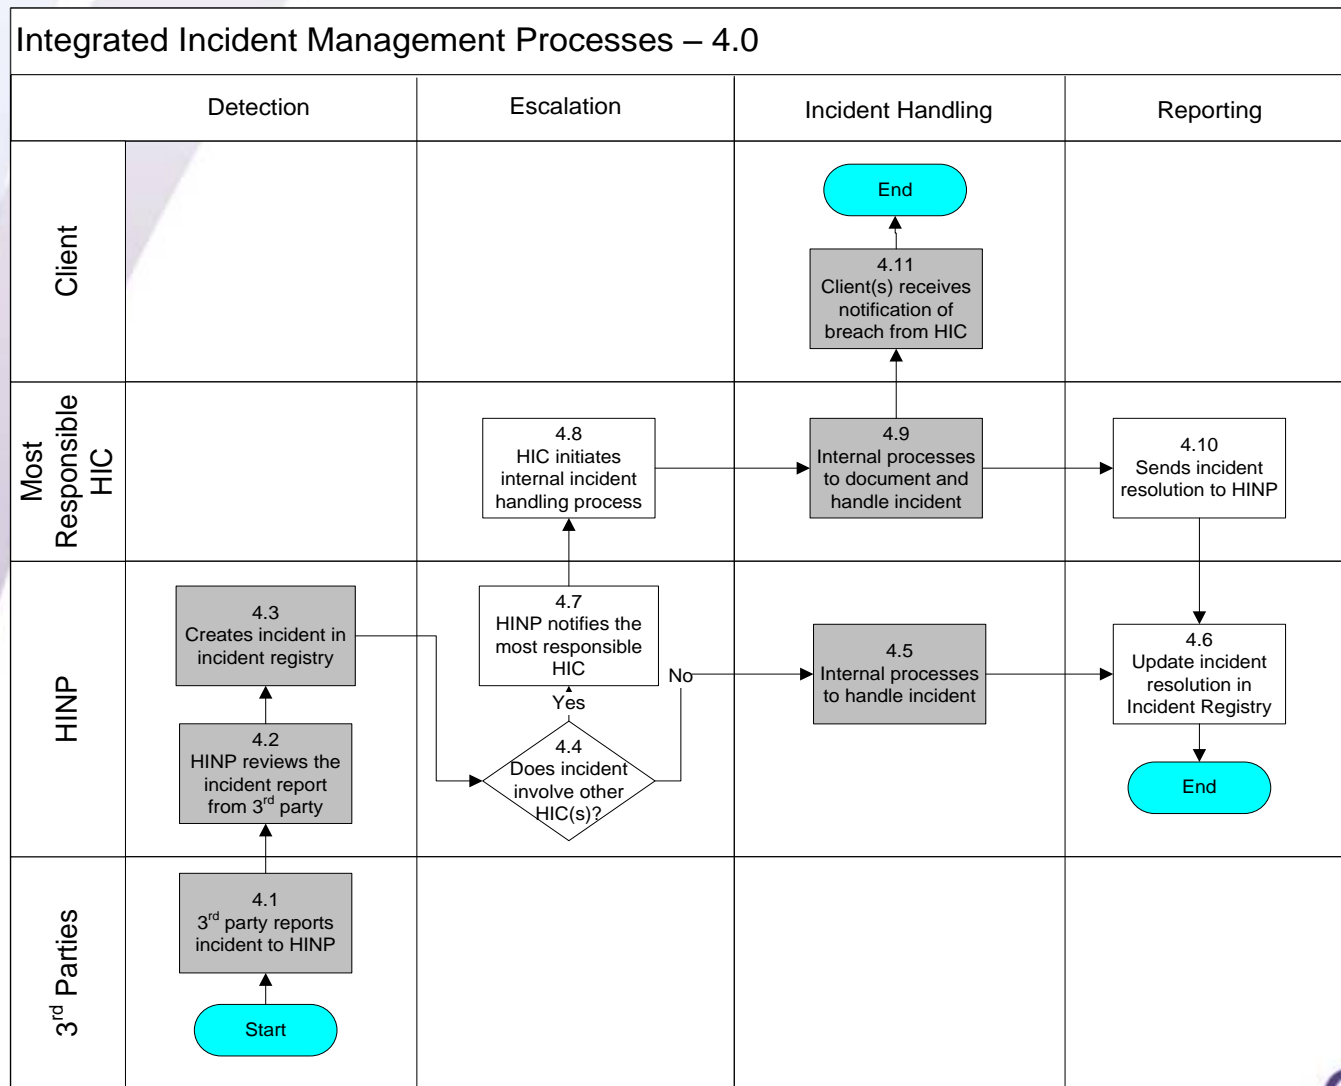 Integrated Incident Management Processes – 4.0
Detection
Escalation
Incident Handling
Reporting
Client
End
4.11
Client(s) receives
notification of
breach from HIC
Most
Responsible
HIC
4.8
HIC initiates
internal incident
handling process
4.9
Internal processes
to document and
handle incident
4.10
Sends incident
resolution to HINP
HINP
4.3
Creates incident in
incident registry
4.7
HINP notifies the
most responsible
HIC
No
Yes
4.5
Internal processes
to handle incident
4.6
Update incident
resolution in
Incident Registry
4.2
HINP reviews the
incident report
from 3rd party
4.4
Does incident
involve other
HIC(s)?
End
3rd Parties
4.1
3rd party reports
incident to HINP
Start